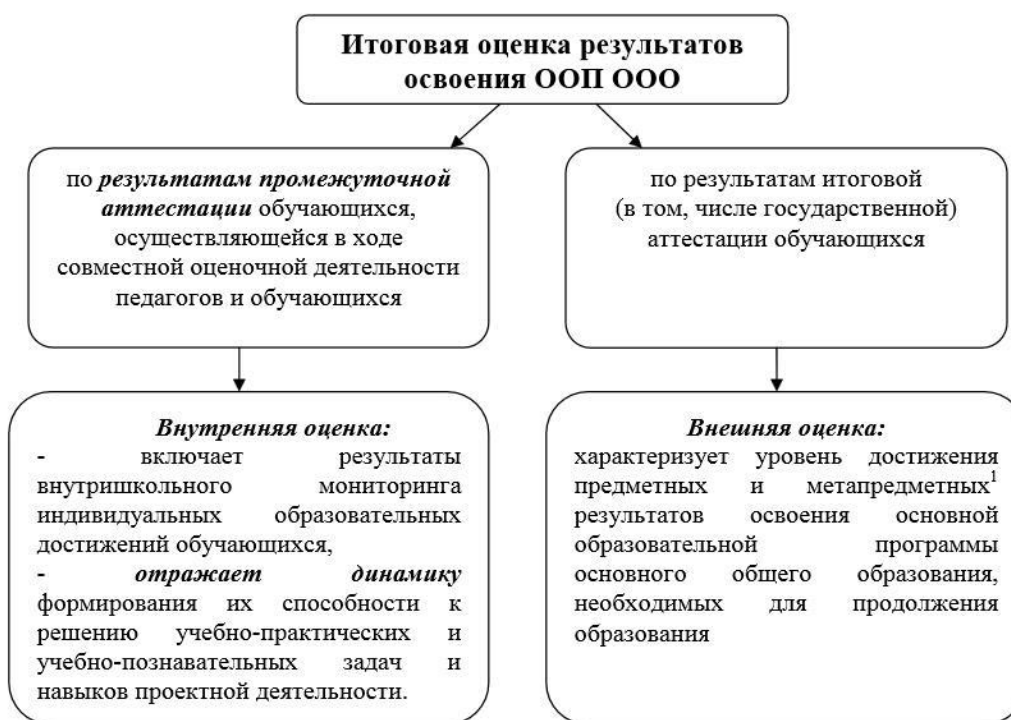 Итоговая оценка результатов
освоения ООП ООО
по результатам промежуточной
аттестации обучающихся,
осуществляющейся в ходе
совместной оценочной деятельности
педагогов и обучающихся
по результатам итоговой
(в том, числе государственной)
аттестации обучающихся
Внутренняя оценка:
- включает результаты
внутришкольного мониторинга
индивидуальных образовательных
достижений обучающихся,
- отражает динамику
формирования их способности к
решению учебно-практических и
учебно-познавательных задач и
навыков проектной деятельности.
Внешняя оценка:
характеризует уровень достижения
предметных и метапредметных¹
результатов освоения основной
образовательной программы
основного общего образования,
необходимых для продолжения
образования